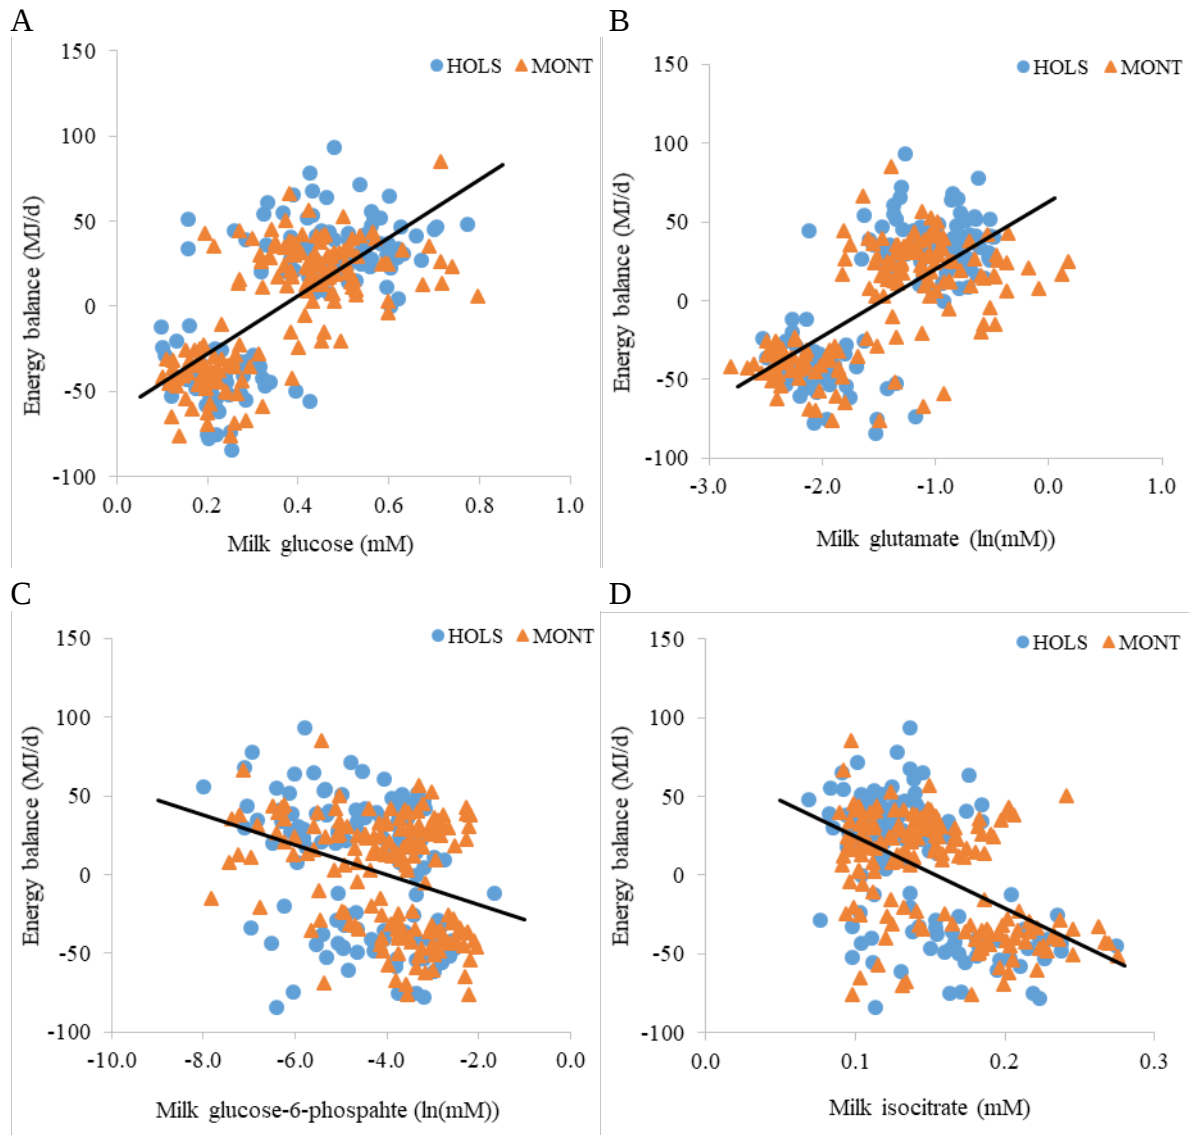 A
150
HOLS MONT
100
50
0
-50
-100
0.0 0.2 0.4 0.6 0.8 1.0
Energy balance (MJ/d)
Milk glucose (mM)
B
150
HOLS MONT
100
50
0
-50
-100
-3.0 -2.0 -1.0 0.0 1.0
Energy balance (MJ/d)
Milk glutamate (ln(mM))
C
150
HOLS MONT
100
50
0
-50
-100
-10.0 -8.0 -6.0 -4.0 -2.0 0.0
Energy balance (MJ/d)
Milk glucose-6-phospahte (ln(mM))
D
150
HOLS MONT
100
50
0
-50
-100
0.0 0.1 0.2 0.3
Energy balance (MJ/d)
Milk isocitrate (mM)